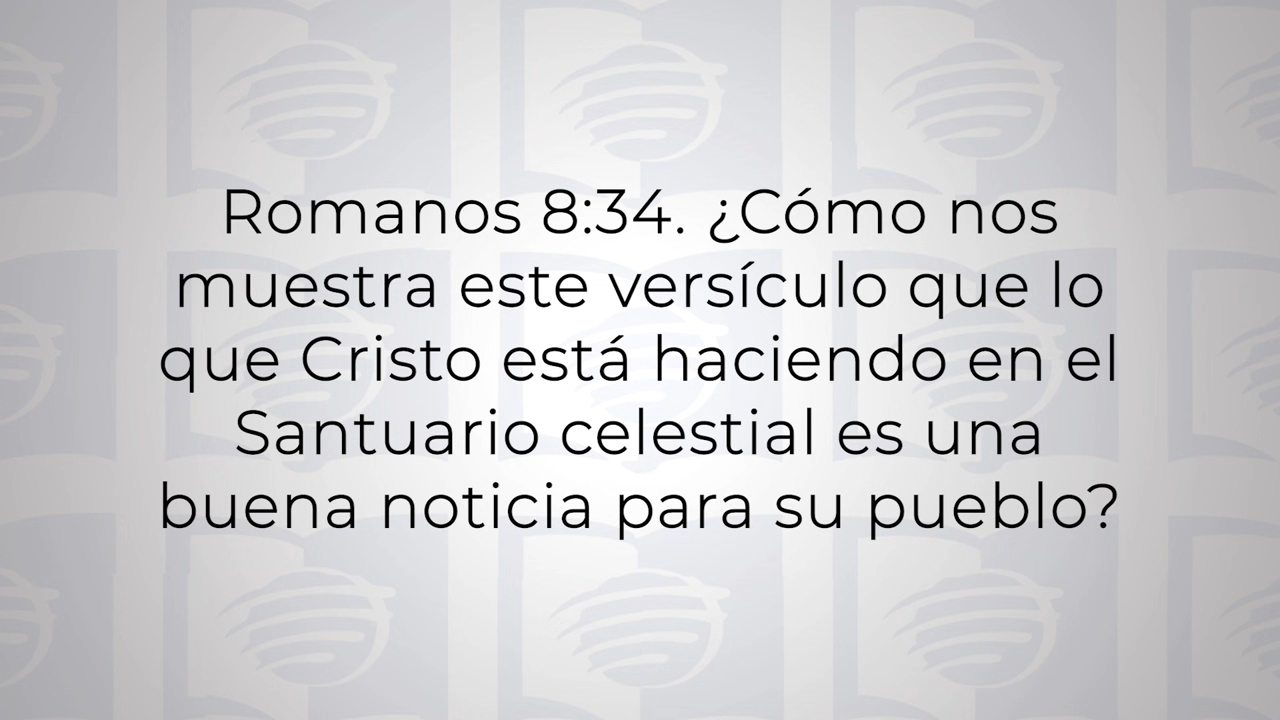 Romanos 8:34. ¿Cómo nos
muestra este versículo que lo
que Cristo está haciendo en el
Santuario celestial es una
buena noticia para su pueblo?